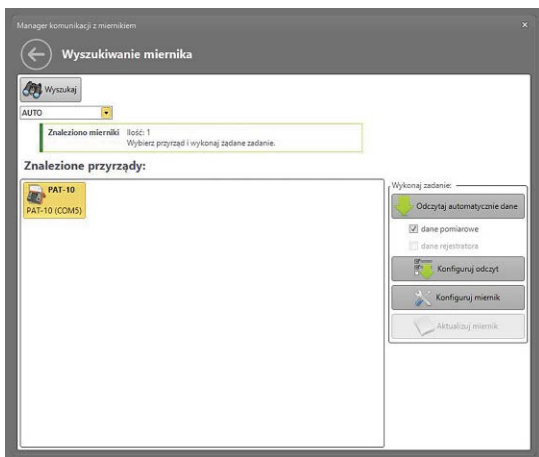 Manager komunikacji z miernikiem
Wyszukiwanie miernika
Wyszukaj
AUTO
Znaleziono mierniki Ilość: 1
Wybierz przyrząd i wykonaj żądane zadanie.
Znalezione przyrządy:
PAT-10
PAT-10 (COM5)
Wykonaj zadanie:
Odczytaj automatycznie dane
dane pomiarowe
dane rejestratora
Konfiguruj odczyt
Konfiguruj miernik
Aktualizuj miernik